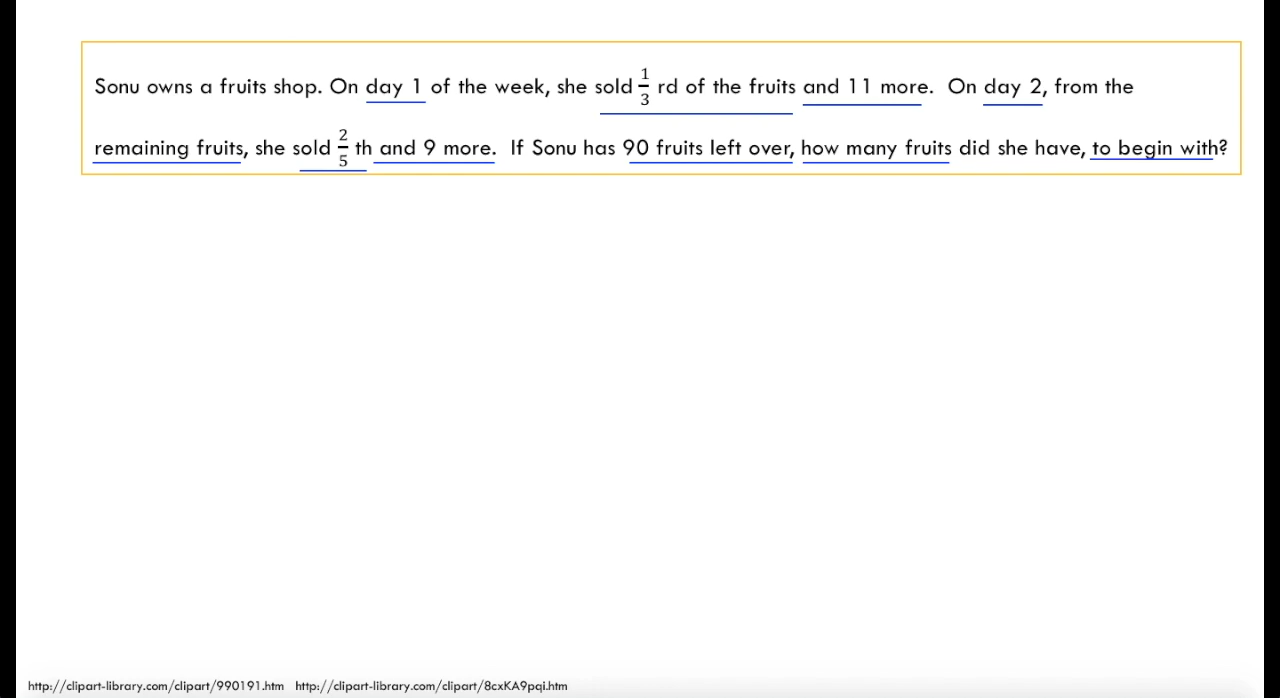 Sonu owns a fruits shop. On day 1 of the week, she sold 1/3 rd of the fruits and 11 more. On day 2, from the
remaining fruits, she sold 2/5 th and 9 more. If Sonu has 90 fruits left over, how many fruits did she have, to begin with?
http://clipart-library.com/clipart/990191.htm http://clipart-library.com/clipart/8cxKA9pqi.htm